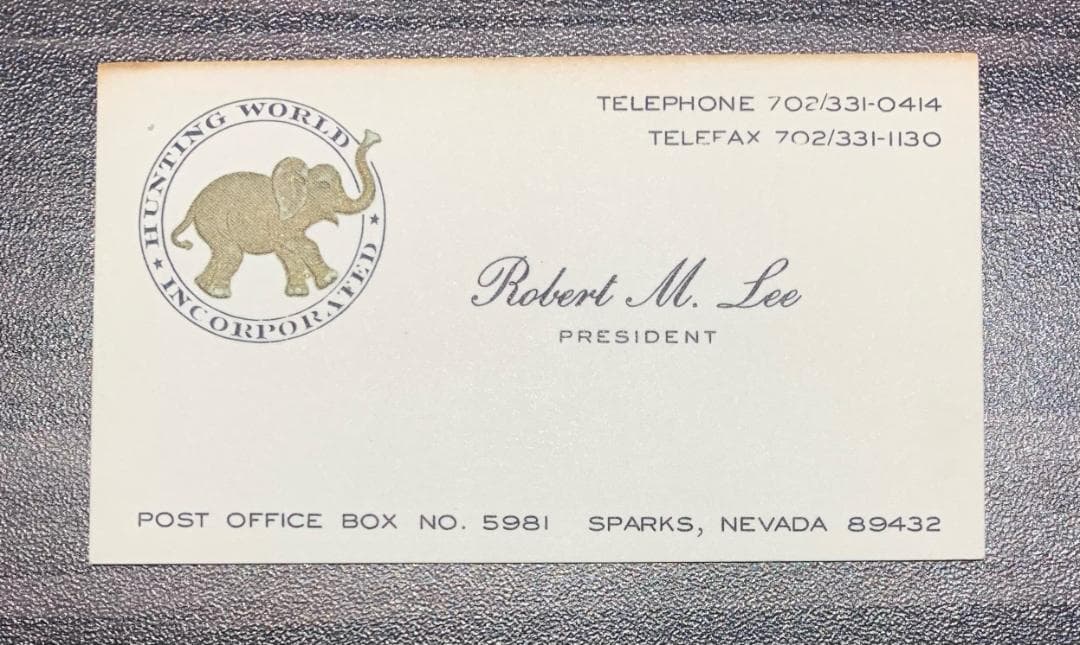 HUNTING WORLD
★ INCORPORATED ★
TELEPHONE 702/331-0414
TELEFAX 702/331-1130
Robert M. Lee
PRESIDENT
POST OFFICE BOX NO. 5981 SPARKS, NEVADA 89432